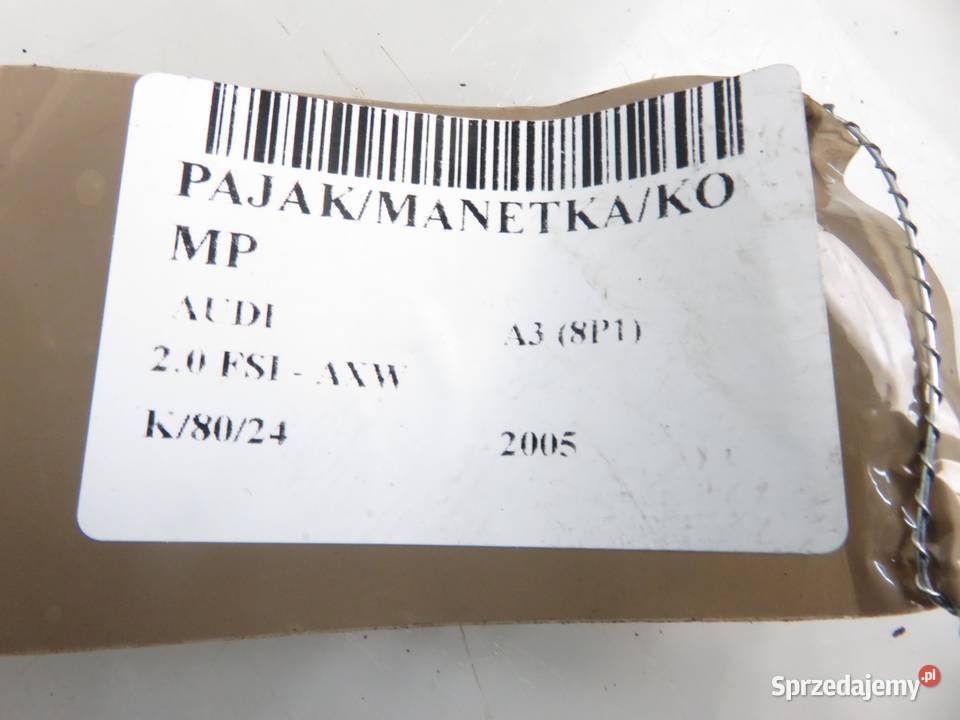 PAJAK/MANETKA/KO
MP
AUDI A3 (8P1)
2.0 FSI - AXW
K/80/24 2005
Sprzedajemy.pl